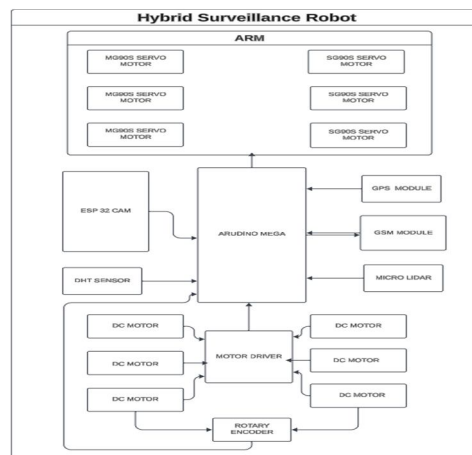 Hybrid Surveillance Robot
ARM
MG90S SERVO
MOTOR
SG90S SERVO
MOTOR
MG90S SERVO
MOTOR
SG90S SERVO
MOTOR
MG90S SERVO
MOTOR
SG90S SERVO
MOTOR
ESP 32 CAM
ARUDINO MEGA
GPS MODULE
GSM MODULE
DHT SENSOR
MICRO LIDAR
DC MOTOR
DC MOTOR
MOTOR DRIVER
DC MOTOR
DC MOTOR
DC MOTOR
DC MOTOR
ROTARY
ENCODER